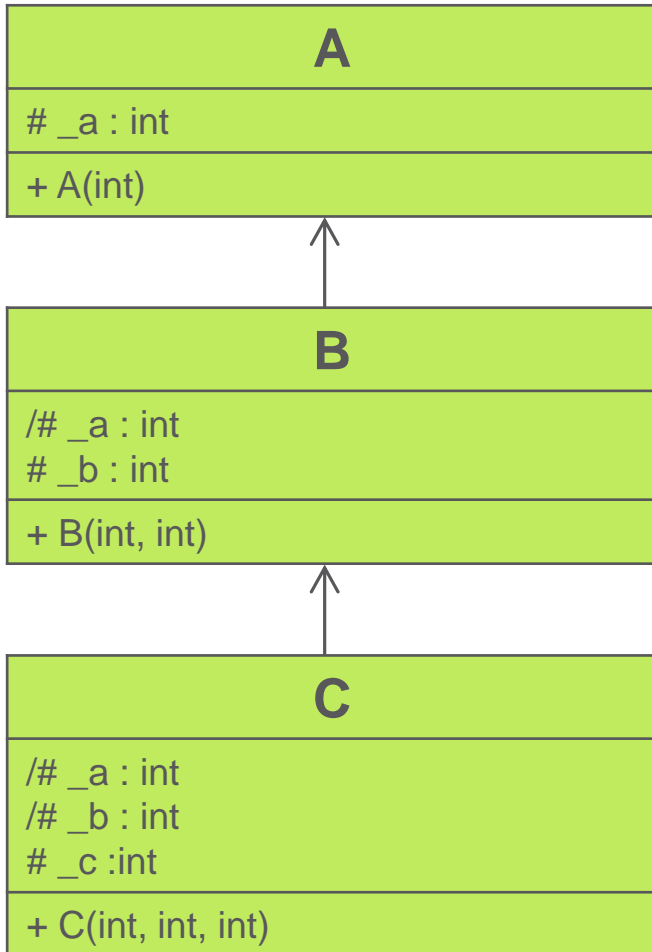 A
# _a : int
+ A(int)
B
/# _a : int
# _b : int
+ B(int, int)
C
/# _a : int
/# _b : int
# _c :int
+ C(int, int, int)